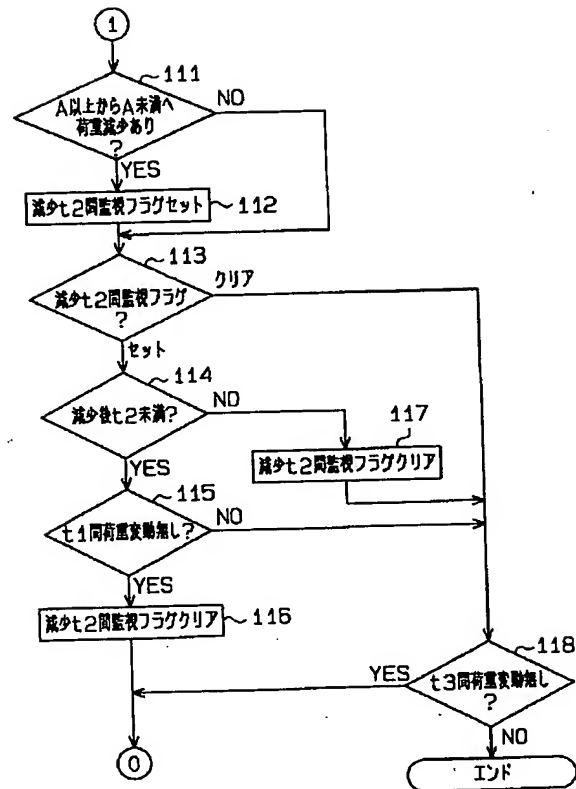 1
111
A以上からA未満へ
荷重減少あり
?
NO
YES
減少t2間監視フラグセット
112
113
減少t2間監視フラグ
?
クリア
セット
114
減少後t2未満?
NO
117
減少t2間監視フラグクリア
YES
115
t1間荷重変動無し?
NO
YES
減少t2間監視フラグクリア
116
118
t3間荷重変動無し
?
YES
NO
0
エンド